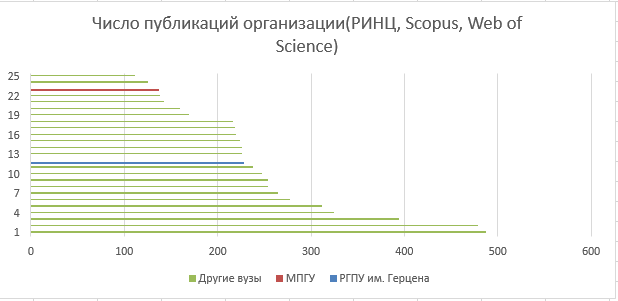 Число публикаций организации(РИНЦ, Scopus, Web of
Science)
25
22
19
16
13
10
7
4
1
0 100 200 300 400 500 600
Другие вузы МПГУ РГПУ им. Герцена